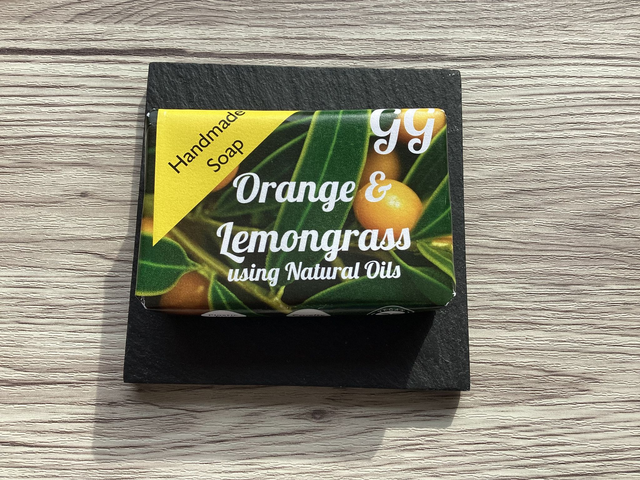 Handmade
Soap
GG
Orange &
Lemongrass
using Natural Oils